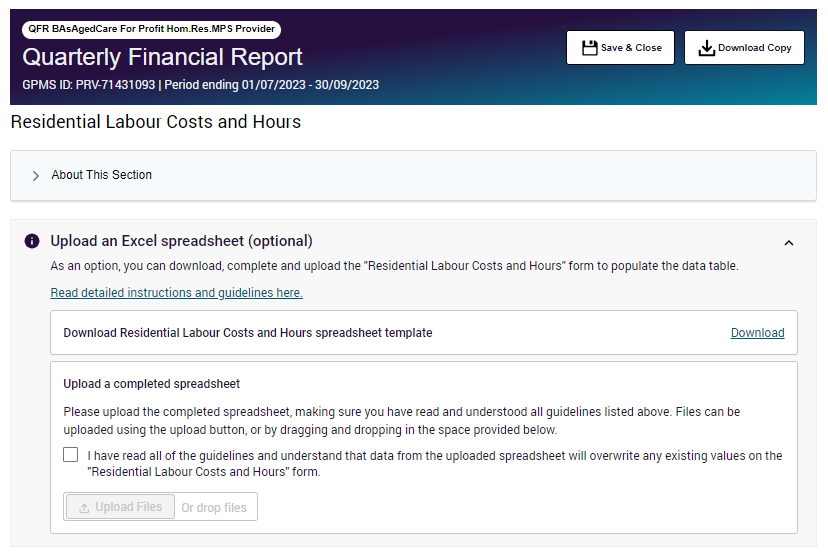 QFR BAsAgedCare For Profit Hom.Res.MPS Provider
Quarterly Financial Report
GPMS ID: PRV-71431093 | Period ending 01/07/2023 - 30/09/2023
Save & Close
Download Copy
Residential Labour Costs and Hours
About This Section
Upload an Excel spreadsheet (optional)
As an option, you can download, complete and upload the "Residential Labour Costs and Hours" form to populate the data table.
Read detailed instructions and guidelines here.
Download Residential Labour Costs and Hours spreadsheet template
Download
Upload a completed spreadsheet
Please upload the completed spreadsheet, making sure you have read and understood all guidelines listed above. Files can be
uploaded using the upload button, or by dragging and dropping in the space provided below.
I have read all of the guidelines and understand that data from the uploaded spreadsheet will overwrite any existing values on the
"Residential Labour Costs and Hours" form.
Upload Files
Or drop files